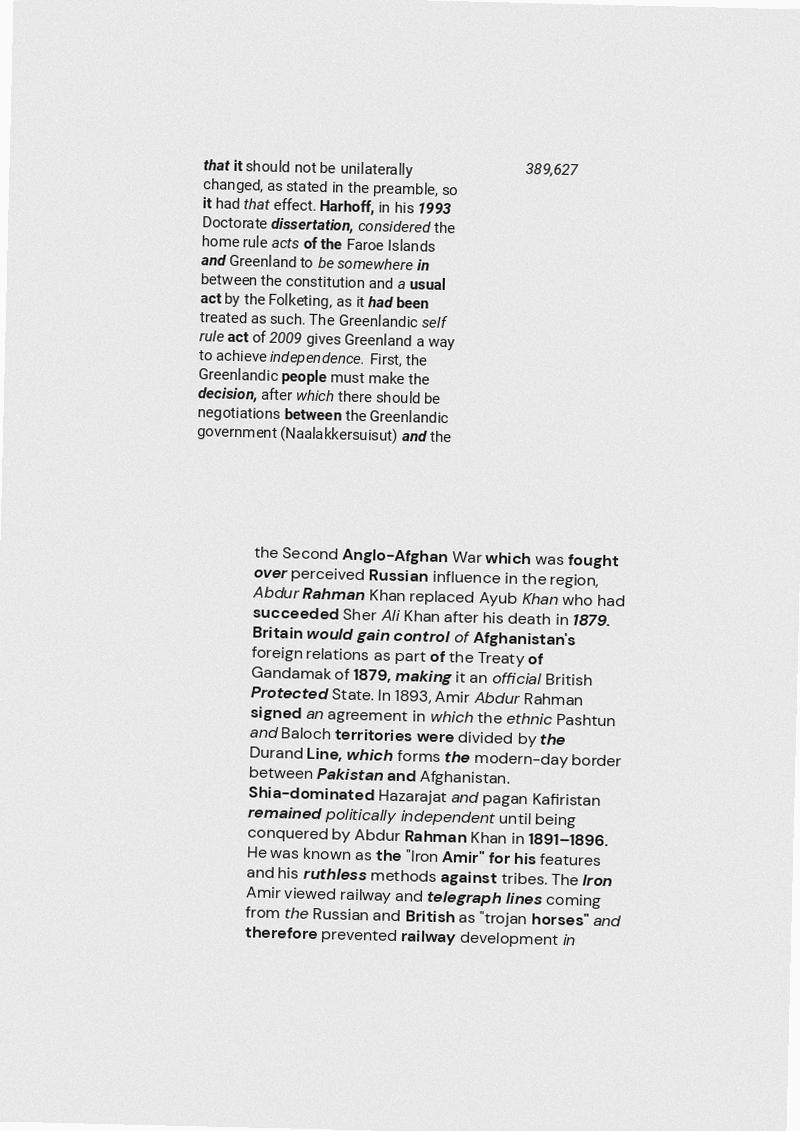 that it should not be unilaterally
changed, as stated in the preamble, so
it had that effect. Harhoff, in his 1993
Doctorate dissertation, considered the
home rule acts of the Faroe Islands
and Greenland to be somewhere in
between the constitution and a usual
act by the Folketing, as it had been
treated as such. The Greenlandic self
rule act of 2009 gives Greenland a way
to achieve independence. First, the
Greenlandic people must make the
decision, after which there should be
negotiations between the Greenlandic
government (Naalakkersuisut) and the
389,627
the Second Anglo-Afghan War which was fought
over perceived Russian influence in the region,
Abdur Rahman Khan replaced Ayub Khan who had
succeeded Sher Ali Khan after his death in 1879.
Britain would gain control of Afghanistan's
foreign relations as part of the Treaty of
Gandamak of 1879, making it an official British
Protected State. In 1893, Amir Abdur Rahman
signed an agreement in which the ethnic Pashtun
and Baloch territories were divided by the
Durand Line, which forms the modern-day border
between Pakistan and Afghanistan.
Shia-dominated Hazarajat and pagan Kafiristan
remained politically independent until being
conquered by Abdur Rahman Khan in 1891–1896.
He was known as the "Iron Amir" for his features
and his ruthless methods against tribes. The Iron
Amir viewed railway and telegraph lines coming
from the Russian and British as "trojan horses" and
therefore prevented railway development in